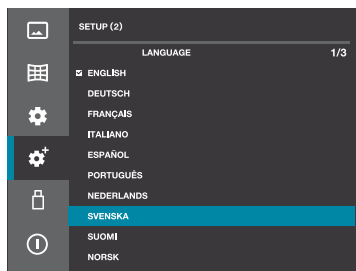 SETUP (2)
LANGUAGE 1/3
ENGLISH
DEUTSCH
FRANÇAIS
ITALIANO
ESPAÑOL
PORTUGUÊS
NEDERLANDS
SVENSKA
SUOMI
NORSK